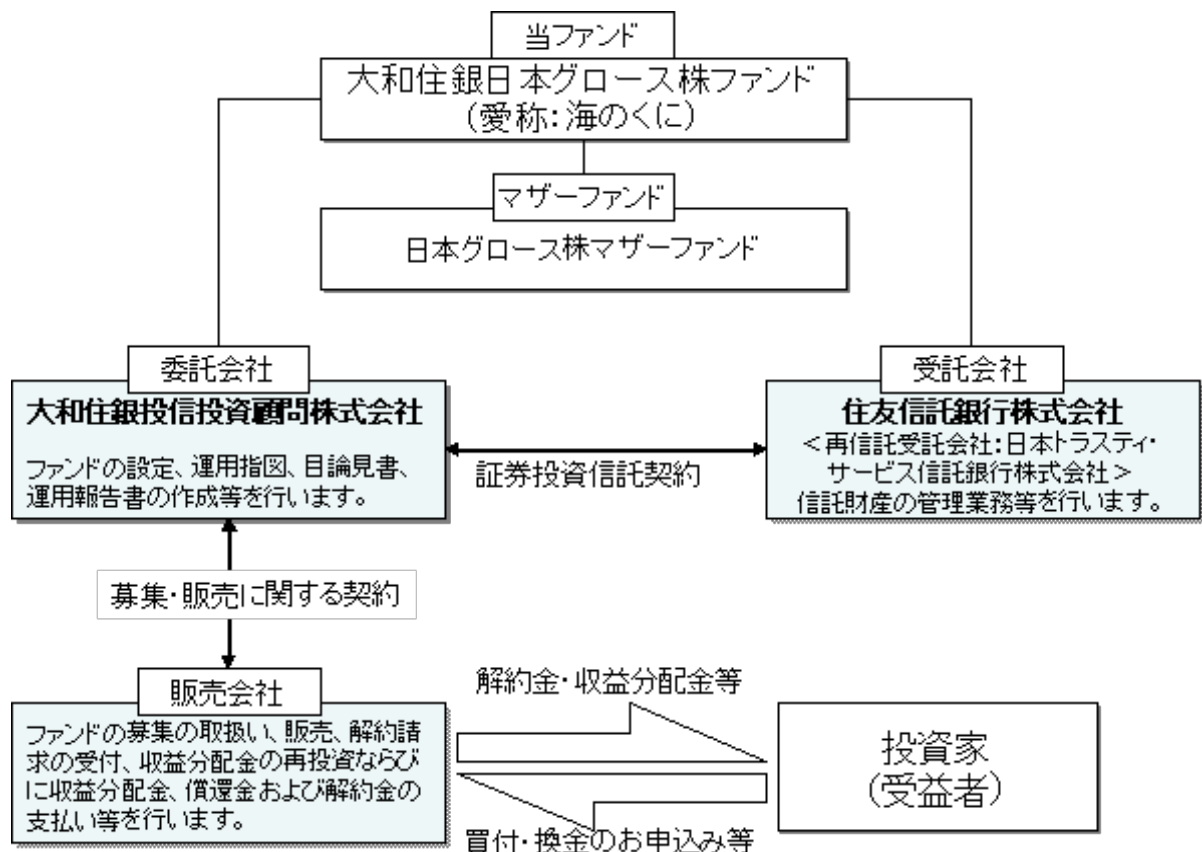 当ファンド
大和住銀日本グロース株ファンド
(愛称:海のくに)
マザーファンド
日本グロース株マザーファンド
委託会社
大和住銀投信投資顧問株式会社
ファンドの設定、運用指図、目論見書、
運用報告書の作成等を行います。
証券投資信託契約
受託会社
住友信託銀行株式会社
<再信託受託会社:日本トラスティ・
サービス信託銀行株式会社>
信託財産の管理業務等を行います。
募集・販売に関する契約
販売会社
ファンドの募集の取扱い、販売、解約請
求の受付、収益分配金の再投資ならび
に収益分配金、償還金および解約金の
支払い等を行います。
解約金・収益分配金等
買付・換金のお申込み等
投資家
(受益者)